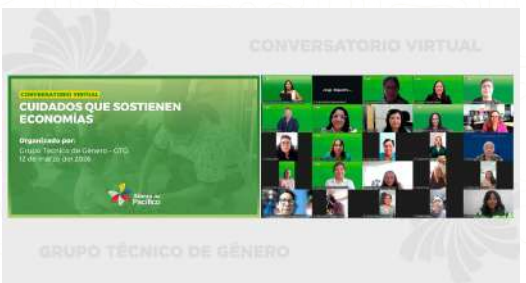 CONVERSATORIO VIRTUAL
CONVERSATORIO VIRTUAL
CUIDADOS QUE SOSTIENEN
ECONOMÍAS
Organizado por:
Grupo Técnico de Género - GTG
12 de marzo del 2026
Alianza del
Pacífico
GRUPO TÉCNICO DE GÉNERO